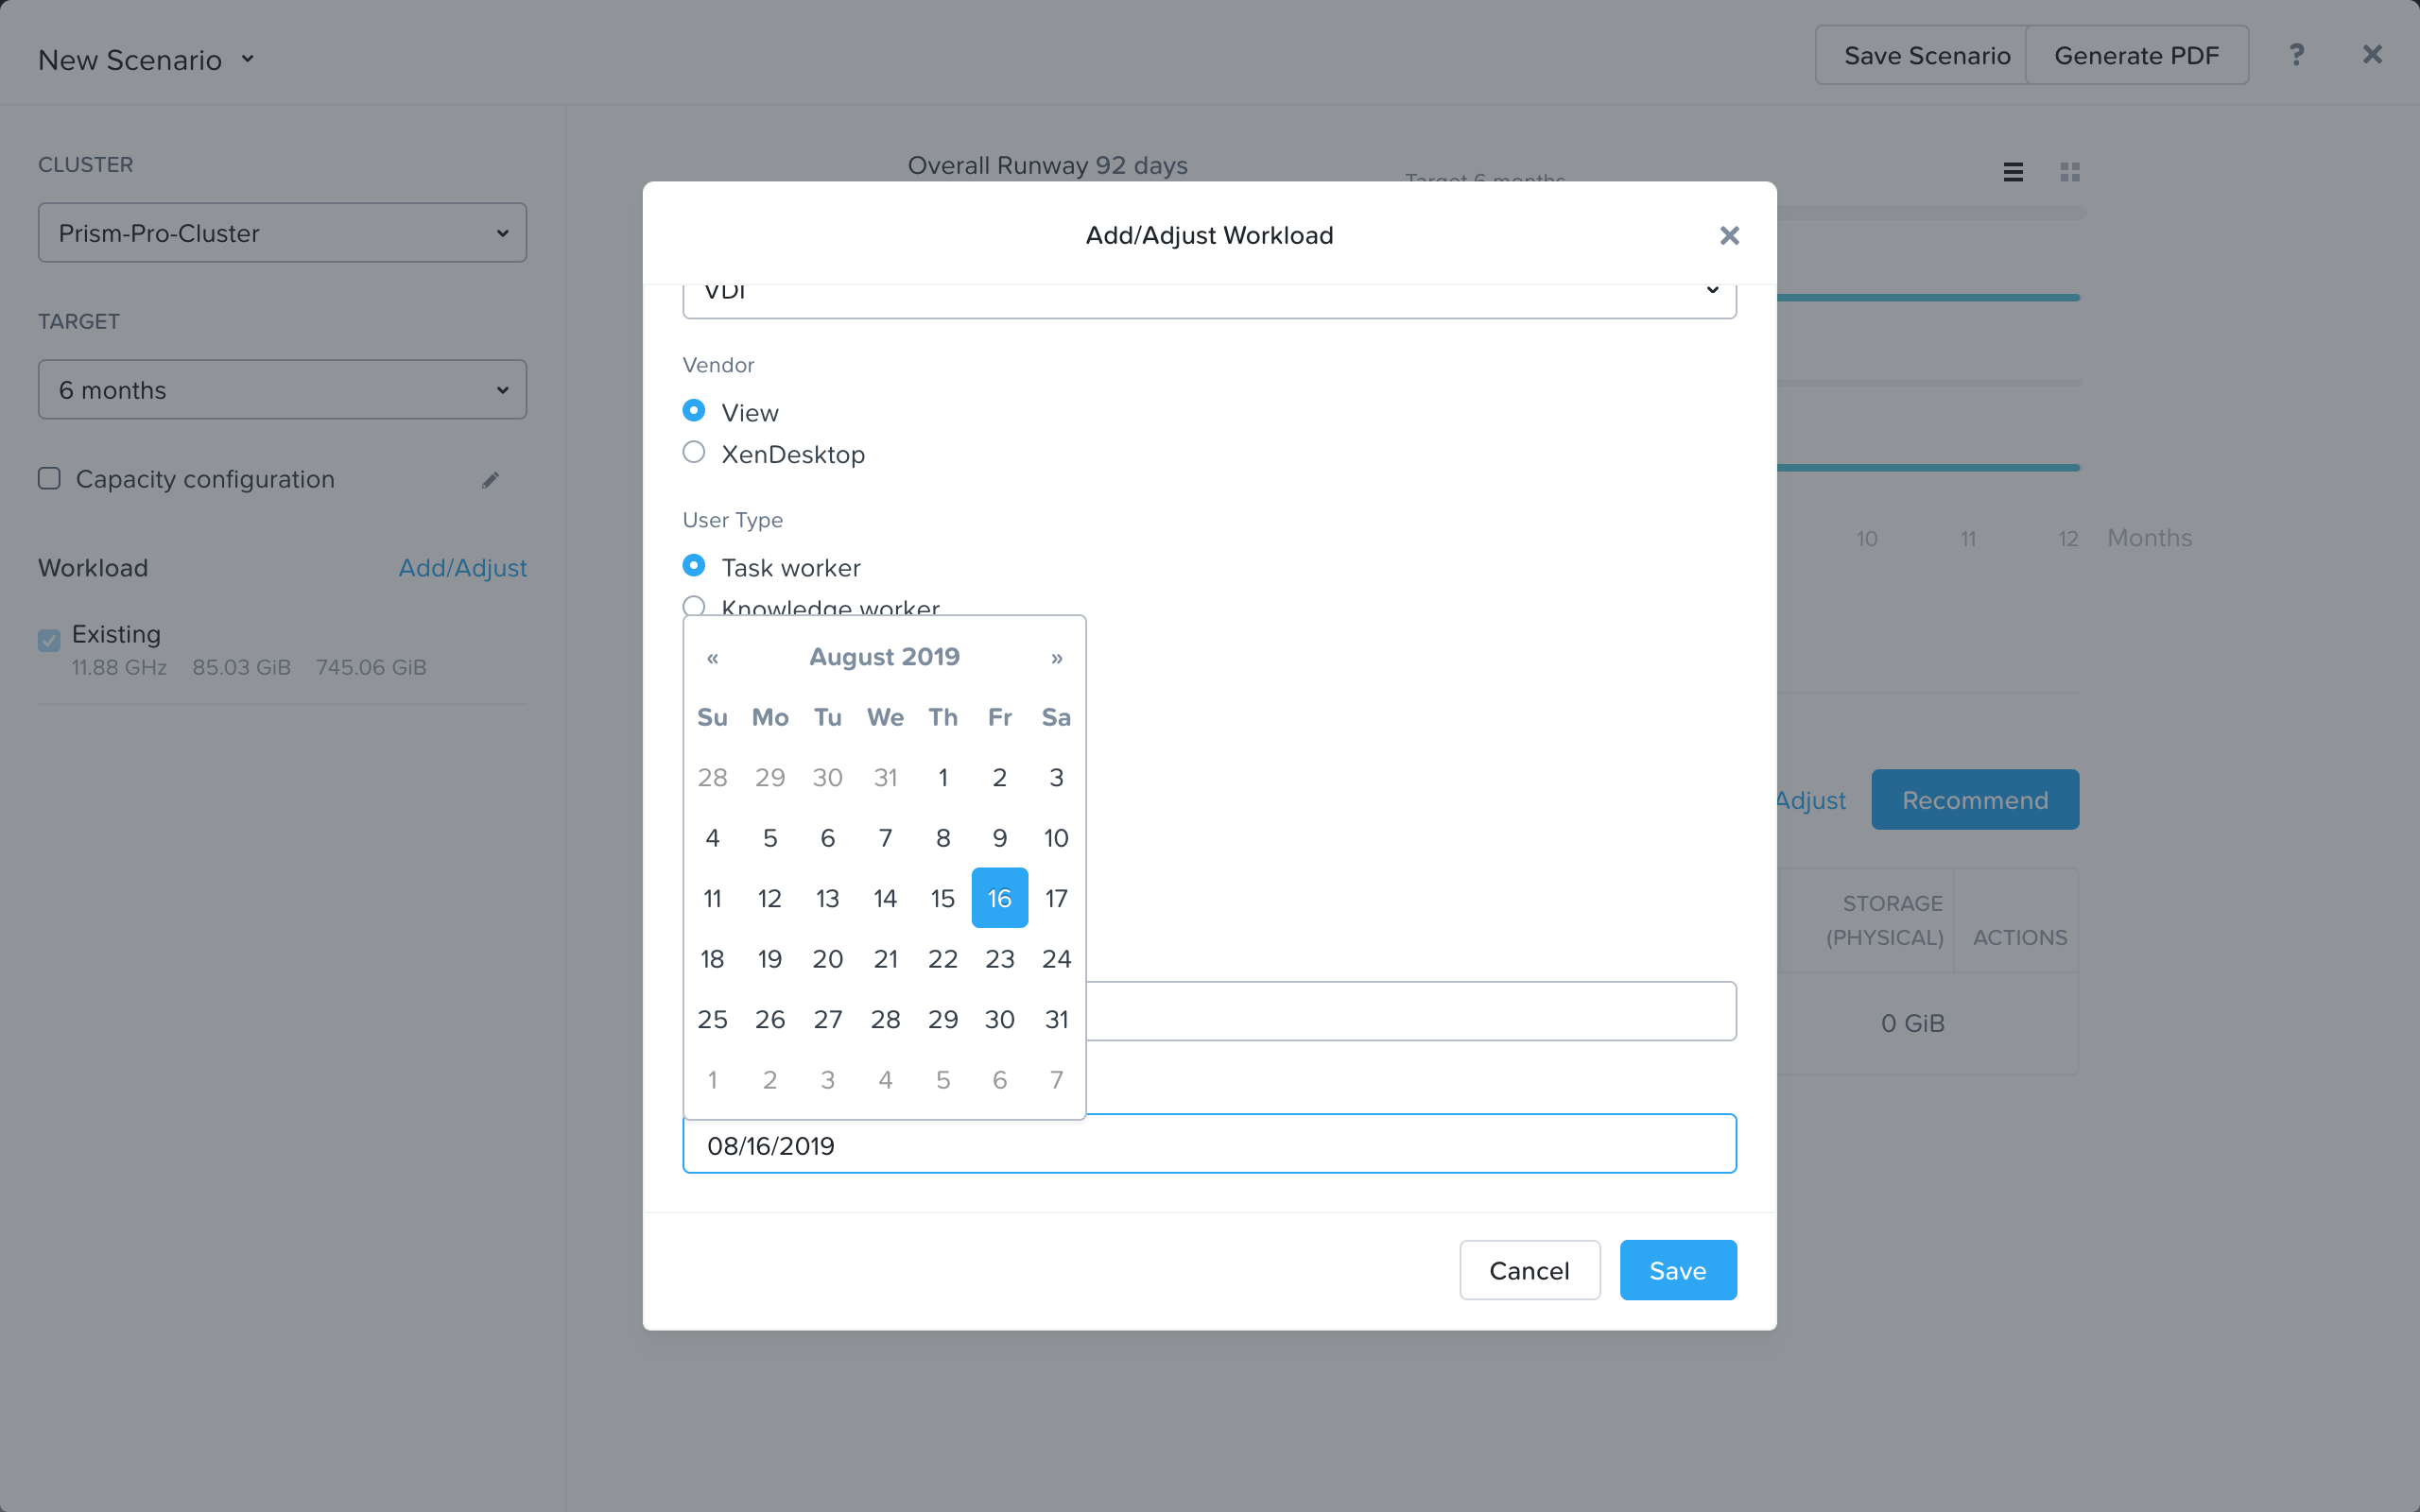 New Scenario
Save Scenario
Generate PDF
?
CLUSTER
Prism-Pro-Cluster
TARGET
6 months
Capacity configuration
Workload
Add/Adjust
Existing
11.88 GHz 85.03 GiB 745.06 GiB
Overall Runway 92 days
Target 6 months
10 11 12 Months
Adjust
Recommend
STORAGE
(PHYSICAL)
ACTIONS
0 GiB
Add/Adjust Workload
VDI
Vendor
View
XenDesktop
User Type
Task worker
Knowledge worker
« August 2019 »
Su Mo Tu We Th Fr Sa
28 29 30 31 1 2 3
4 5 6 7 8 9 10
11 12 13 14 15 16 17
18 19 20 21 22 23 24
25 26 27 28 29 30 31
1 2 3 4 5 6 7
08/16/2019
Cancel
Save